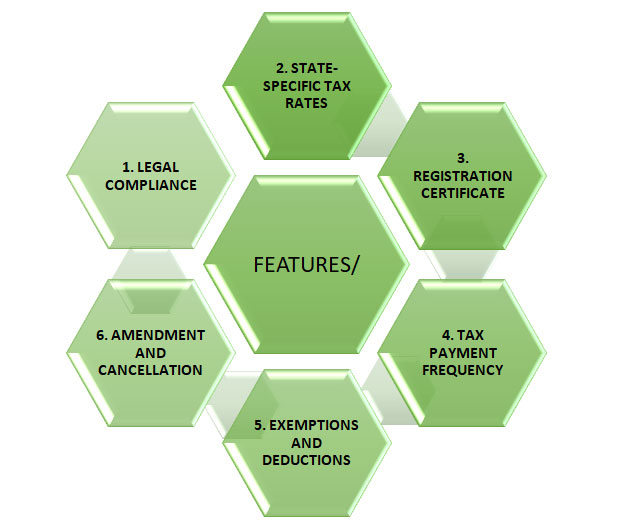 2. STATE-
SPECIFIC TAX
RATES
1. LEGAL
COMPLIANCE
3.
REGISTRATION
CERTIFICATE
FEATURES/
6. AMENDMENT
AND
CANCELLATION
4. TAX
PAYMENT
FREQUENCY
5. EXEMPTIONS
AND
DEDUCTIONS